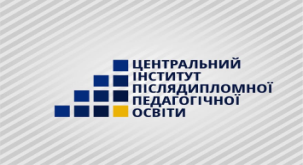 ЦЕНТРАЛЬНИЙ
ІНСТИТУТ
ПІСЛЯДИПЛОМНОЇ
ПЕДАГОГІЧНОЇ
ОСВІТИ